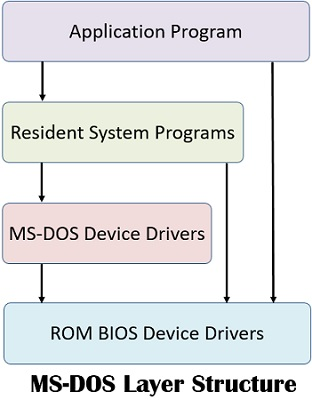 Application Program
Resident System Programs
MS-DOS Device Drivers
ROM BIOS Device Drivers
MS-DOS Layer Structure